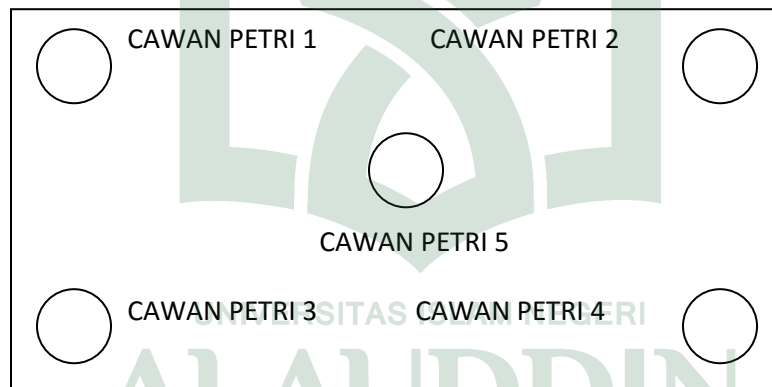 CAWAN PETRI 1 CAWAN PETRI 2
CAWAN PETRI 5
CAWAN PETRI 3 CAWAN PETRI 4
UNIVERSITAS ISLAM NEGERI
ALAUDDIN